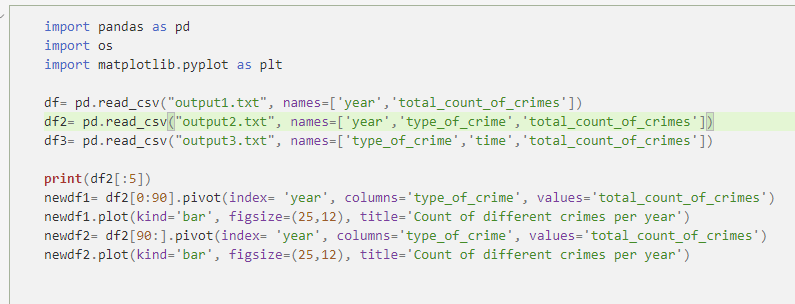 import pandas as pd
import os
import matplotlib.pyplot as plt
df= pd.read_csv("output1.txt", names=['year','total_count_of_crimes'])
df2= pd.read_csv("output2.txt", names=['year','type_of_crime','total_count_of_crimes'])
df3= pd.read_csv("output3.txt", names=['type_of_crime','time','total_count_of_crimes'])
print(df2[:5])
newdf1= df2[0:90].pivot(index= 'year', columns='type_of_crime', values='total_count_of_crimes')
newdf1.plot(kind='bar', figsize=(25,12), title='Count of different crimes per year')
newdf2= df2[90:].pivot(index= 'year', columns='type_of_crime', values='total_count_of_crimes')
newdf2.plot(kind='bar', figsize=(25,12), title='Count of different crimes per year')